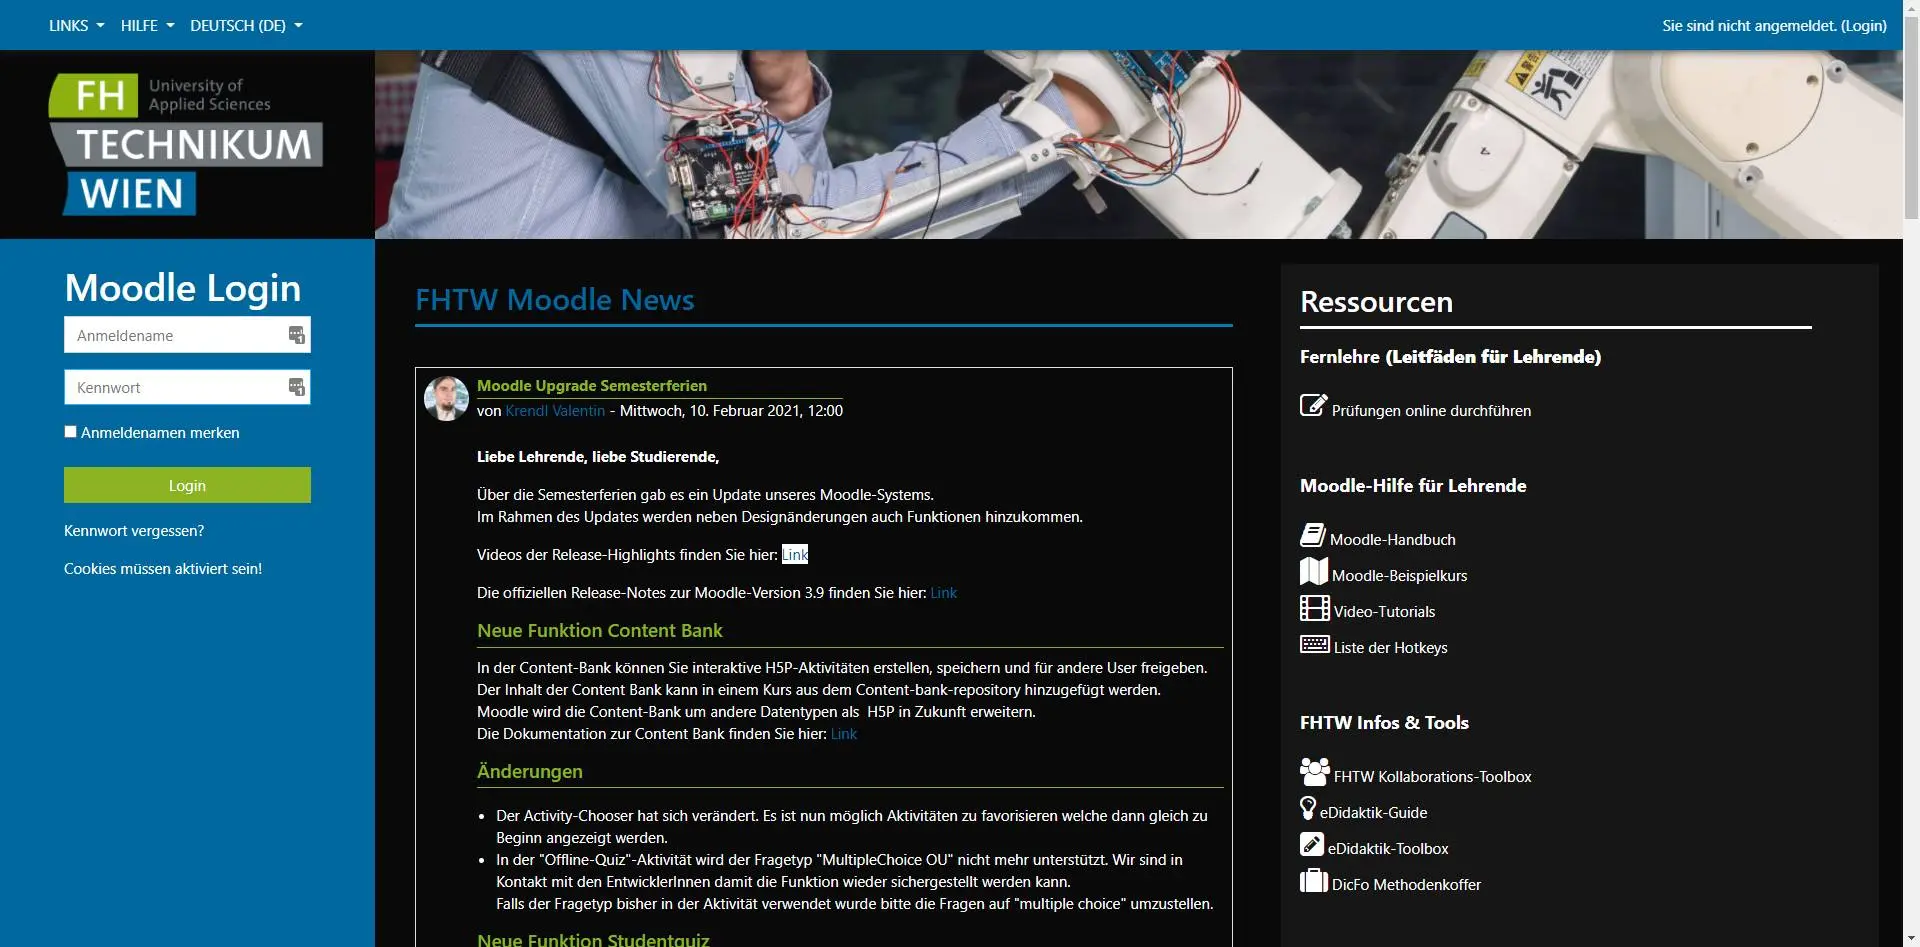 LINKS HILFE DEUTSCH (DE)
Sie sind nicht angemeldet. (Login)
FH University of
Applied Sciences
TECHNIKUM
WIEN
Moodle Login
Anmeldename
Kennwort
Anmeldenamen merken
Login
Kennwort vergessen?
Cookies müssen aktiviert sein!
FHTW Moodle News
Moodle Upgrade Semesterferien
von Krendl Valentin - Mittwoch, 10. Februar 2021, 12:00
Liebe Lehrende, liebe Studierende,
Über die Semesterferien gab es ein Update unseres Moodle-Systems.
Im Rahmen des Updates werden neben Designänderungen auch Funktionen hinzukommen.
Videos der Release-Highlights finden Sie hier: Link
Die offiziellen Release-Notes zur Moodle-Version 3.9 finden Sie hier: Link
Neue Funktion Content Bank
In der Content-Bank können Sie interaktive H5P-Aktivitäten erstellen, speichern und für andere User freigeben.
Der Inhalt der Content Bank kann in einem Kurs aus dem Content-bank-repository hinzugefügt werden.
Moodle wird die Content-Bank um andere Datentypen als H5P in Zukunft erweitern.
Die Dokumentation zur Content Bank finden Sie hier: Link
Änderungen
• Der Activity-Chooser hat sich verändert. Es ist nun möglich Aktivitäten zu favorisieren welche dann gleich zu
Beginn angezeigt werden.
• In der "Offline-Quiz"-Aktivität wird der Fragetyp "MultipleChoice OU" nicht mehr unterstützt. Wir sind in
Kontakt mit den EntwicklerInnen damit die Funktion wieder sichergestellt werden kann.
Falls der Fragetyp bisher in der Aktivität verwendet wurde bitte die Fragen auf "multiple choice" umzustellen.
Neue Funktion Studentquiz
Ressourcen
Fernlehre (Leitfäden für Lehrende)
Prüfungen online durchführen
Moodle-Hilfe für Lehrende
Moodle-Handbuch
Moodle-Beispielkurs
Video-Tutorials
Liste der Hotkeys
FHTW Infos & Tools
FHTW Kollaborations-Toolbox
eDidaktik-Guide
eDidaktik-Toolbox
DicFo Methodenkoffer